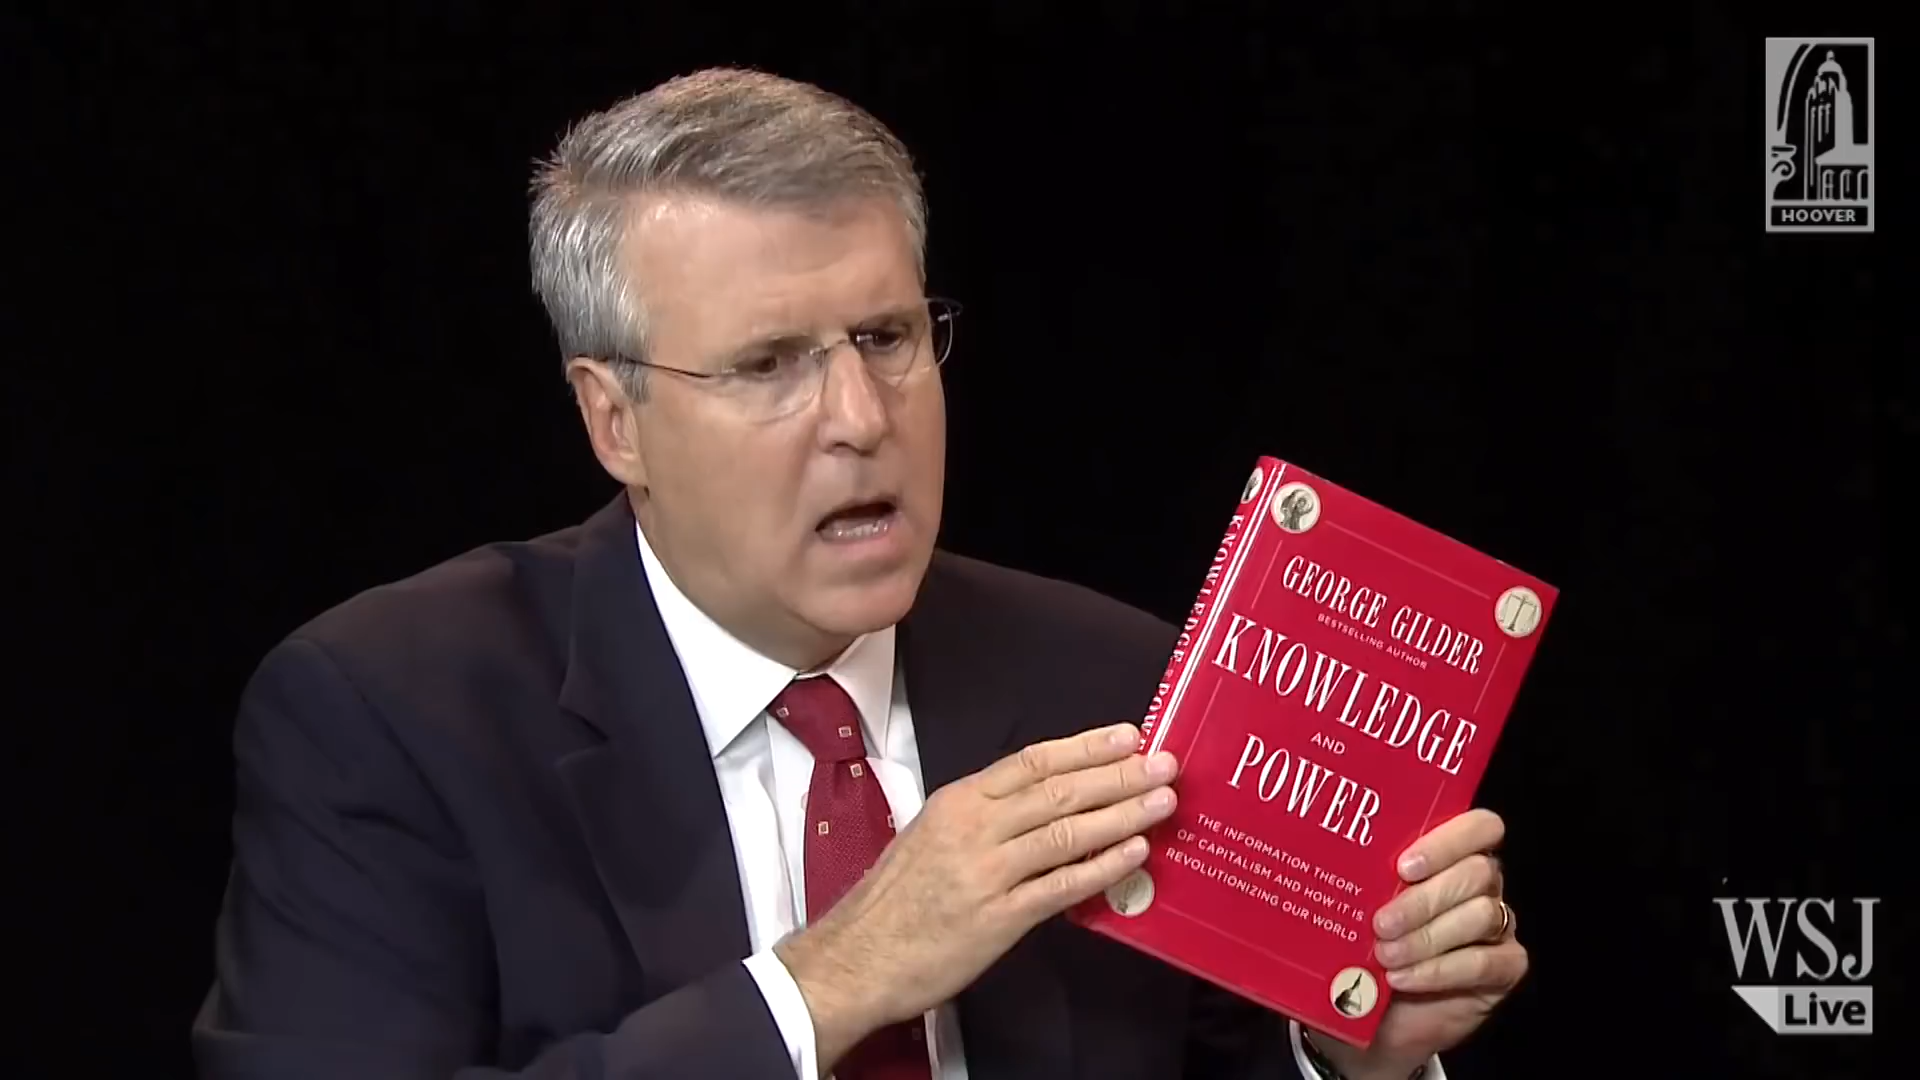 HOOVER
GEORGE GILDER
BESTSELLING AUTHOR
KNOWLEDGE
AND
POWER
THE INFORMATION THEORY
OF CAPITALISM AND HOW IT IS
REVOLUTIONIZING OUR WORLD
KNOWLEDGE AND POWER
WSJ
Live